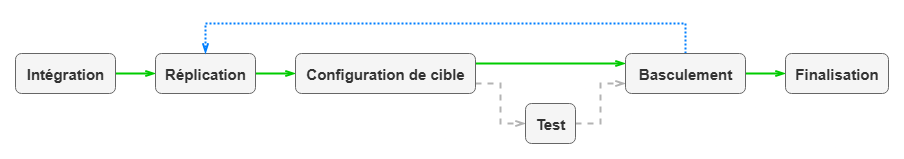 Intégration
Réplication
Configuration de cible
Test
Basculement
Finalisation